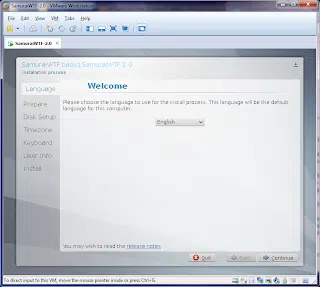 SamuraiWTF 2.0 - VMware Workstation
File Edit View VM Tabs Help
SamuraiWTF-2.0
SamuraiWTF based SamuraiWTF 2.0
Installation process
Language
Prepare
Disk Setup
Timezone
Keyboard
User Info
Install
Welcome
Please choose the language to use for the install process. This language will be the default
language for this computer.
English
You may wish to read the release notes.
Quit Back Continue
To direct input to this VM, move the mouse pointer inside or press Ctrl+G.